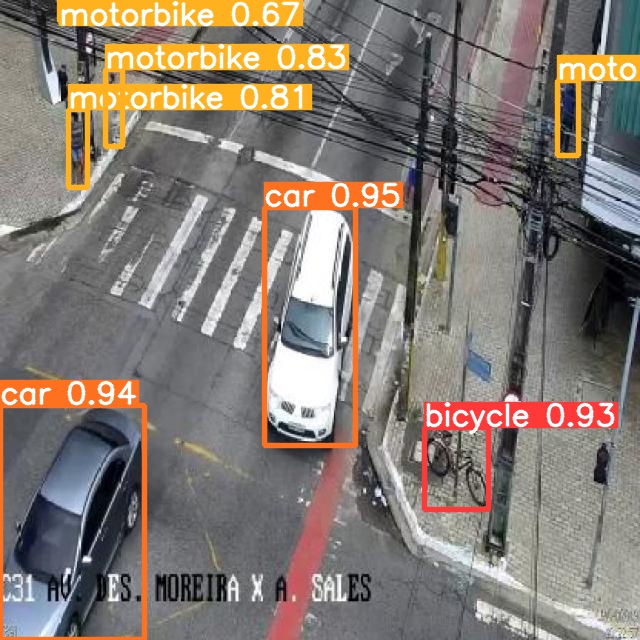 motorbike 0.67
motorbike 0.83
moto
motorbike 0.81
car 0.95
car 0.94
bicycle 0.93
C31 AV. DES. MOREIRA X A. SALES